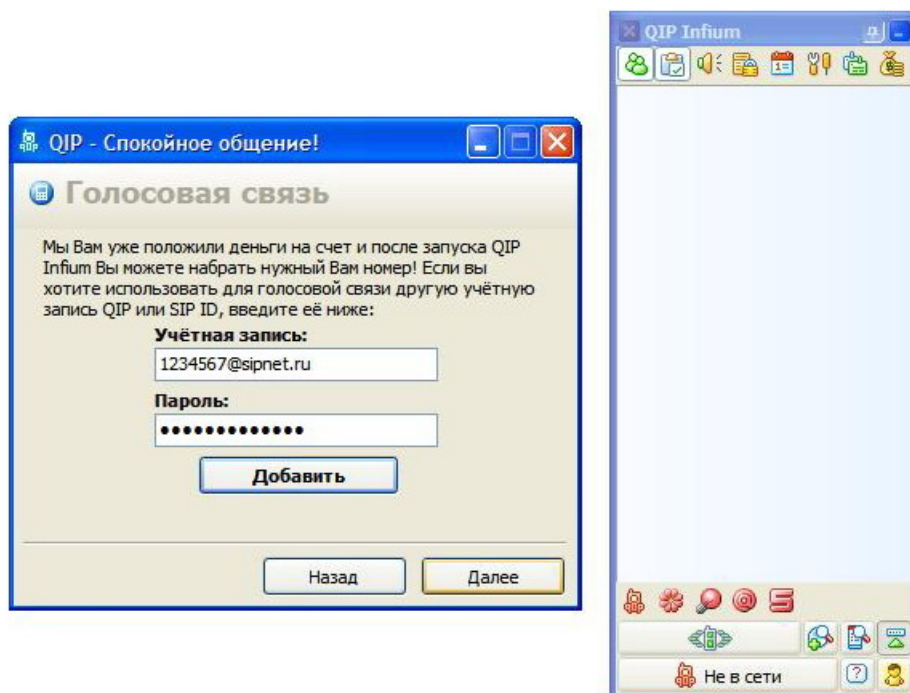 QIP - Спокойное общение!
Голосовая связь
Мы Вам уже положили деньги на счет и после запуска QIP
Infium Вы можете набрать нужный Вам номер! Если вы
хотите использовать для голосовой связи другую учётную
запись QIP или SIP ID, введите её ниже:
Учётная запись:
1234567@sipnet.ru
Пароль:
•••••••••••••
Добавить
Назад
Далее
QIP Infium
Не в сети